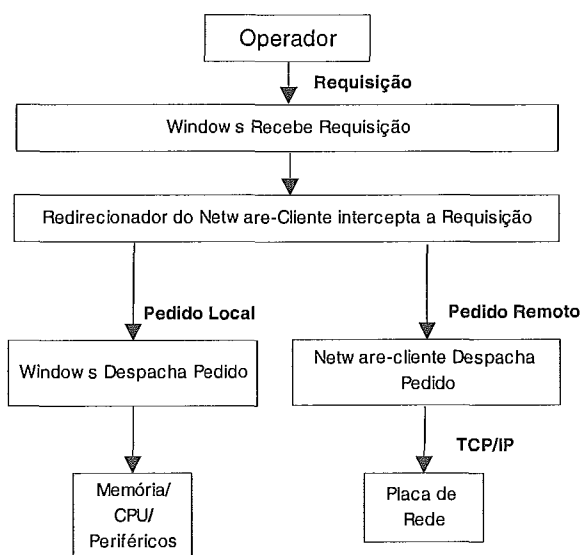 Operador
Requisição
Window s Recebe Requisição
Redirecionador do Netw are-Cliente intercepta a Requisição
Pedido Local
Pedido Remoto
Window s Despacha Pedido
Netw are-cliente Despacha
Pedido
TCP/IP
Memória/
CPU/
Periféricos
Placa de
Rede